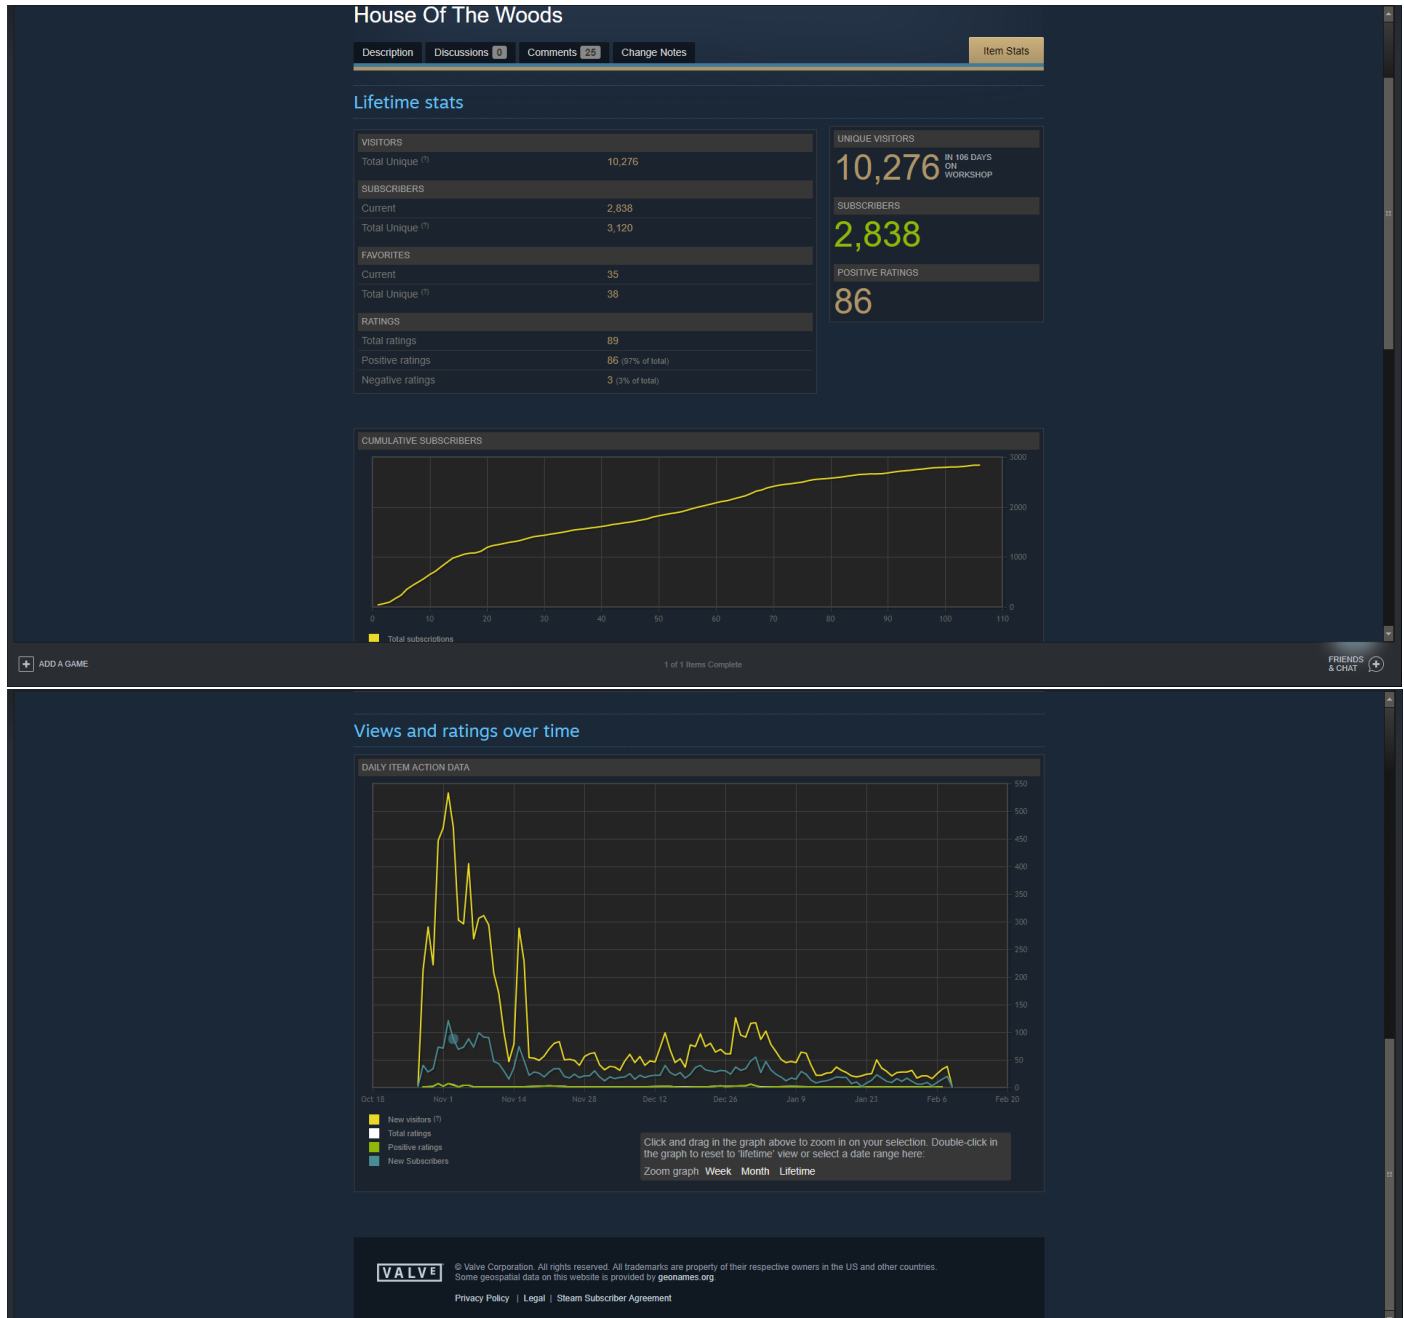 House Of The Woods
Description Discussions 0 Comments 25 Change Notes Item Stats
Lifetime stats
VISITORS
Total Unique (?) 10,276
SUBSCRIBERS
Current 2,838
Total Unique (?) 3,120
FAVORITES
Current 35
Total Unique (?) 38
RATINGS
Total ratings 89
Positive ratings 86 (97% of total)
Negative ratings 3 (3% of total)
UNIQUE VISITORS
10,276 IN 106 DAYS
ON
WORKSHOP
SUBSCRIBERS
2,838
POSITIVE RATINGS
86
CUMULATIVE SUBSCRIBERS
3000
2000
1000
0
0 10 20 30 40 50 60 70 80 90 100 110
Total subscriptions
ADD A GAME
1 of 1 Items Complete
FRIENDS
& CHAT
Views and ratings over time
DAILY ITEM ACTION DATA
550
500
450
400
350
300
250
200
150
100
50
0
Oct 18 Nov 1 Nov 14 Nov 28 Dec 12 Dec 26 Jan 9 Jan 23 Feb 6 Feb 20
New visitors (?)
Total ratings
Positive ratings
New Subscribers
Click and drag in the graph above to zoom in on your selection. Double-click in
the graph to reset to 'lifetime' view or select a date range here:
Zoom graph Week Month Lifetime
VALVE
© Valve Corporation. All rights reserved. All trademarks are property of their respective owners in the US and other countries.
Some geospatial data on this website is provided by geonames.org.
Privacy Policy | Legal | Steam Subscriber Agreement